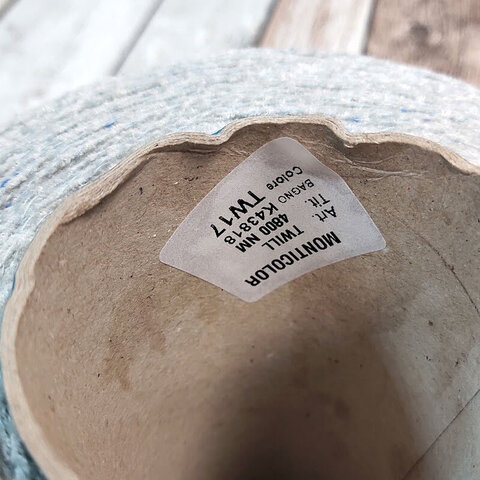 MONTICOLOR
Art. TWILL
Tit. 4800 NM
BAGNO K43818
Colore TW17